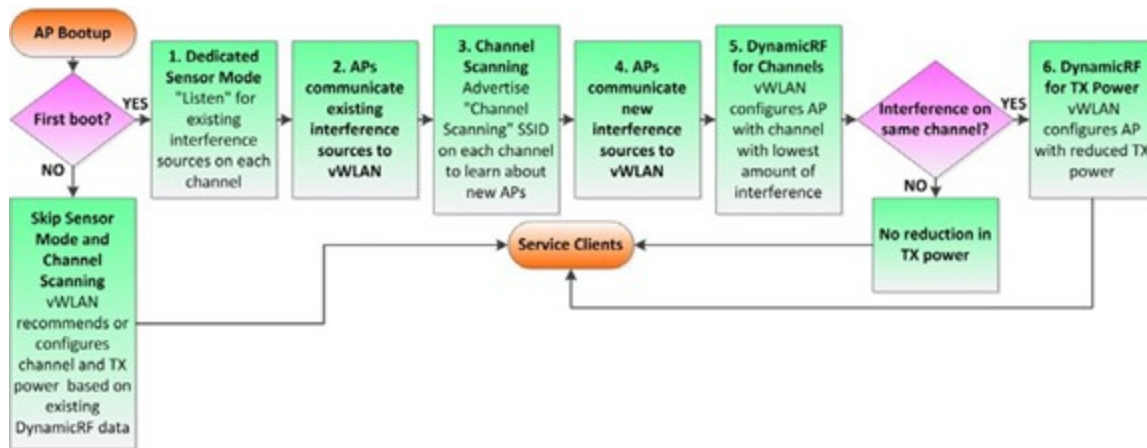 AP Bootup
First boot?
YES
NO
1. Dedicated
Sensor Mode
"Listen" for
existing
interference
sources on each
channel
2. APs
communicate
existing
interference
sources to
vWLAN
3. Channel
Scanning
Advertise
"Channel
Scanning" SSID
on each channel
to learn about
new APs
4. APs
communicate
new
interference
sources to
vWLAN
5. DynamicRF
for Channels
vWLAN
configures AP
with channel
with lowest
amount of
interference
Interference on
same channel?
YES
NO
6. DynamicRF
for TX Power
vWLAN
configures AP
with reduced TX
power
Skip Sensor
Mode and
Channel
Scanning
vWLAN
recommends or
configures
channel and TX
power based on
existing
DynamicRF data
Service Clients
No reduction in
TX power